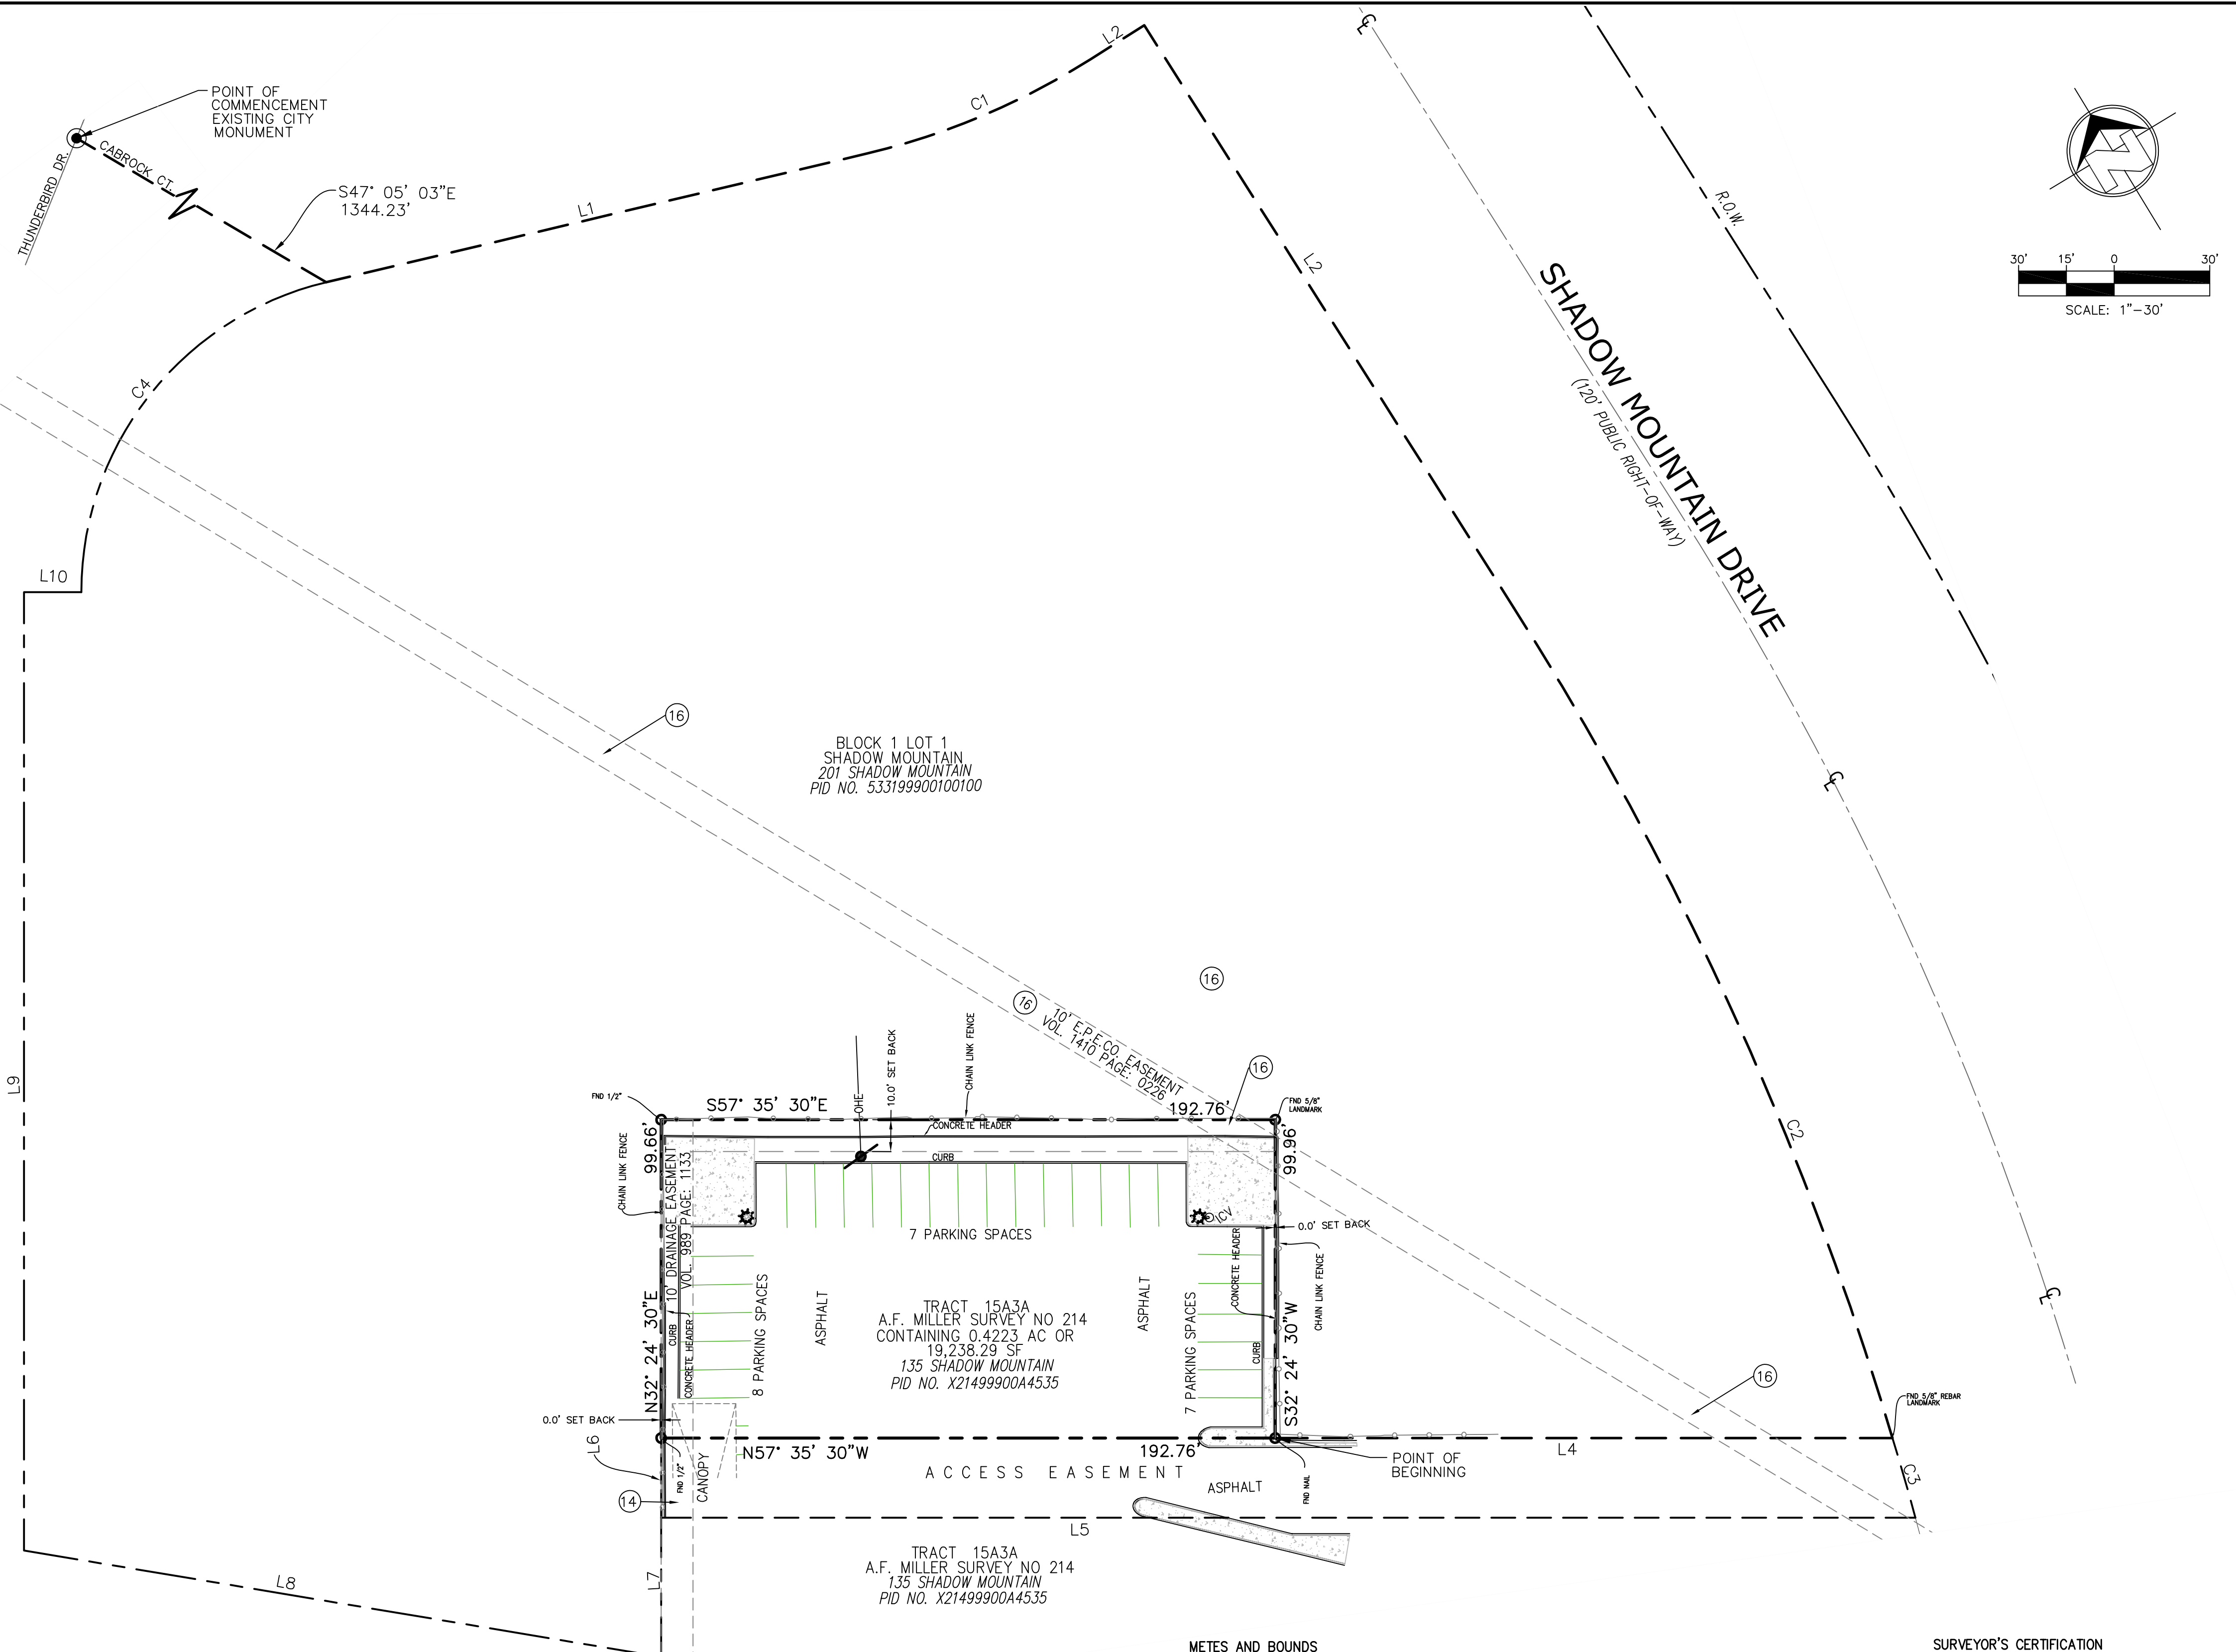 L2
℄
POINT OF
COMMENCEMENT
EXISTING CITY
MONUMENT
C1
THUNDERBIRD DR.
CABROCK CT.
S47° 05' 03"E
1344.23'
L1
R.O.W.
N
30' 15' 0 30'
SCALE: 1"-30'
L2
SHADOW MOUNTAIN DRIVE
(120' PUBLIC RIGHT-OF-WAY)
C4
L10
16
BLOCK 1 LOT 1
SHADOW MOUNTAIN
201 SHADOW MOUNTAIN
PID NO. 533199900100100
℄
16
16
10' E.P.E.CO. EASEMENT
VOL. 1410 PAGE: 0226
16
L9
C2
FND 1/2"
S57° 35' 30"E
OHE
10.0' SET BACK
CHAIN LINK FENCE
192.76'
FND 5/8"
LANDMARK
CONCRETE HEADER
CURB
CHAIN LINK FENCE
99.66'
10' DRAINAGE EASEMENT
VOL. 989 PAGE: 1133
99.96'
ICV
0.0' SET BACK
7 PARKING SPACES
CONCRETE HEADER
CHAIN LINK FENCE
℄
N32° 24' 30"E
CURB
CONCRETE HEADER
8 PARKING SPACES
ASPHALT
TRACT 15A3A
A.F. MILLER SURVEY NO 214
CONTAINING 0.4223 AC OR
19,238.29 SF
135 SHADOW MOUNTAIN
PID NO. X21499900A4535
ASPHALT
7 PARKING SPACES
CURB
S32° 24' 30"W
16
FND 5/8" REBAR
LANDMARK
0.0' SET BACK
L6
N57° 35' 30"W
192.76'
L4
POINT OF
BEGINNING
FND 1/2"
CANOPY
ACCESS EASEMENT
ASPHALT
FND NAIL
C3
14
L5
TRACT 15A3A
A.F. MILLER SURVEY NO 214
135 SHADOW MOUNTAIN
PID NO. X21499900A4535
L8
L7
METES AND BOUNDS
SURVEYOR'S CERTIFICATION